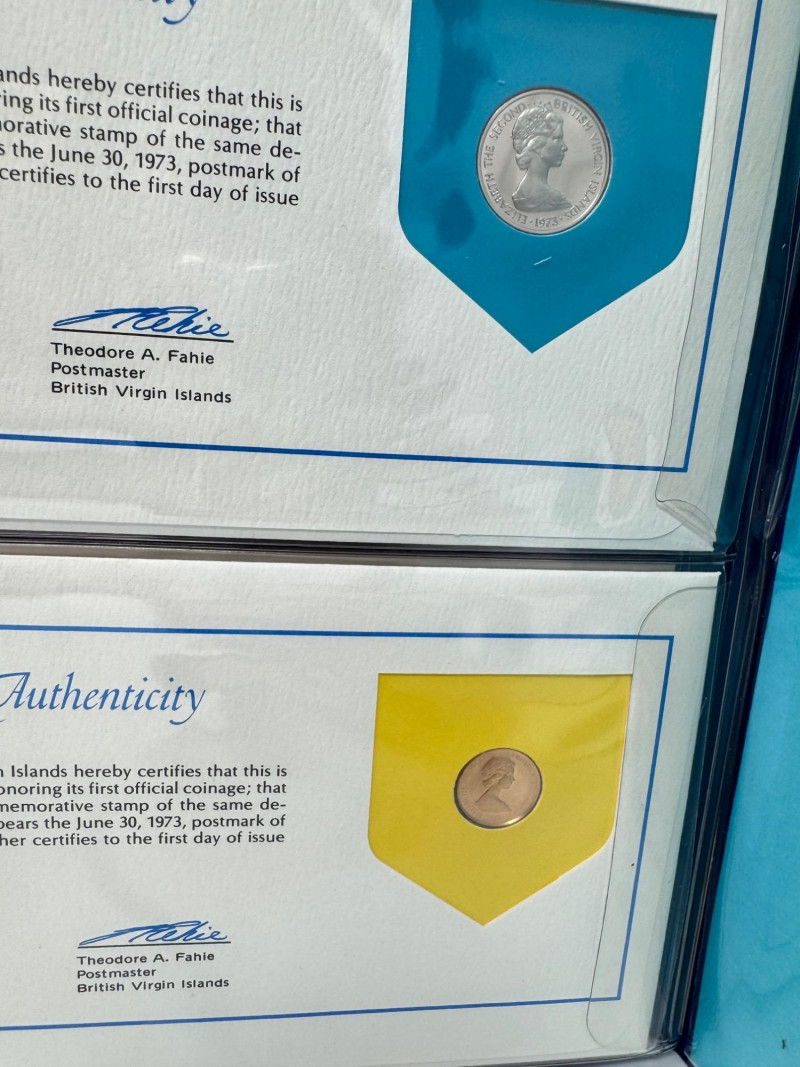 ands hereby certifies that this is
ing its first official coinage; that
orative stamp of the same de-
s the June 30, 1973, postmark of
certifies to the first day of issue
Theodore A. Fahie
Postmaster
British Virgin Islands
ELIZABETH THE SECOND BRITISH VIRGIN ISLANDS · 1973 ·
Authenticity
Islands hereby certifies that this is
onoring its first official coinage; that
memorative stamp of the same de-
ears the June 30, 1973, postmark of
her certifies to the first day of issue
Theodore A. Fahie
Postmaster
British Virgin Islands